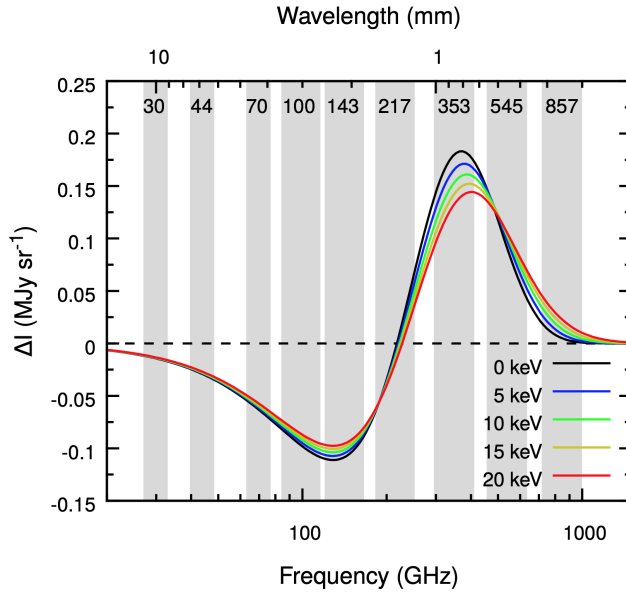 Wavelength (mm)
10 1
0.25
30 44 70 100 143 217 353 545 857
0.2
0.15
0.1
0.05
0
-0.05
-0.1
-0.15
ΔI (MJy sr-1)
0 keV
5 keV
10 keV
15 keV
20 keV
100 1000
Frequency (GHz)